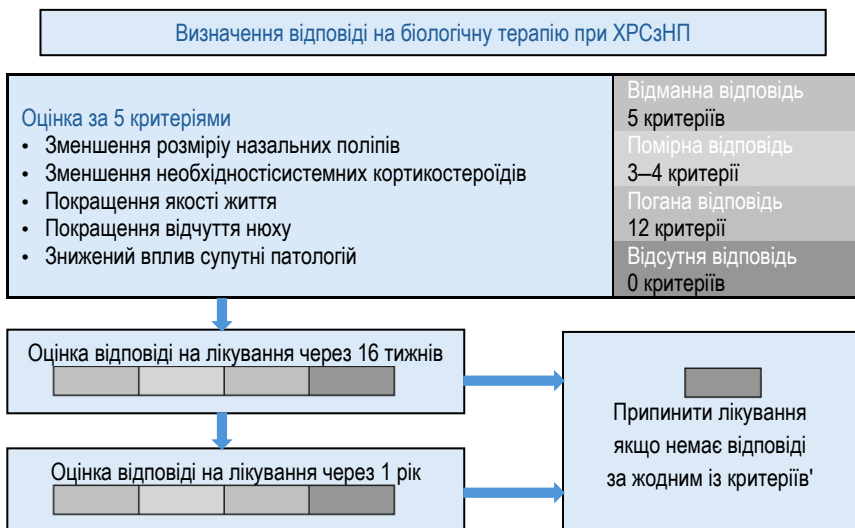 Визначення відповіді на біологічну терапію при ХРСзНП
Оцінка за 5 критеріями
• Зменшення розміріу назальних поліпів
• Зменшення необхідностісистемних кортикостероїдів
• Покращення якості життя
• Покращення відчуття нюху
• Знижений вплив супутні патологій
Відманна відповідь
5 критеріїв
Помірна відповідь
3–4 критерії
Погана відповідь
12 критерії
Відсутня відповідь
0 критеріїв
Оцінка відповіді на лікування через 16 тижнів
Оцінка відповіді на лікування через 1 рік
Припинити лікування
якщо немає відповіді
за жодним із критеріїв'